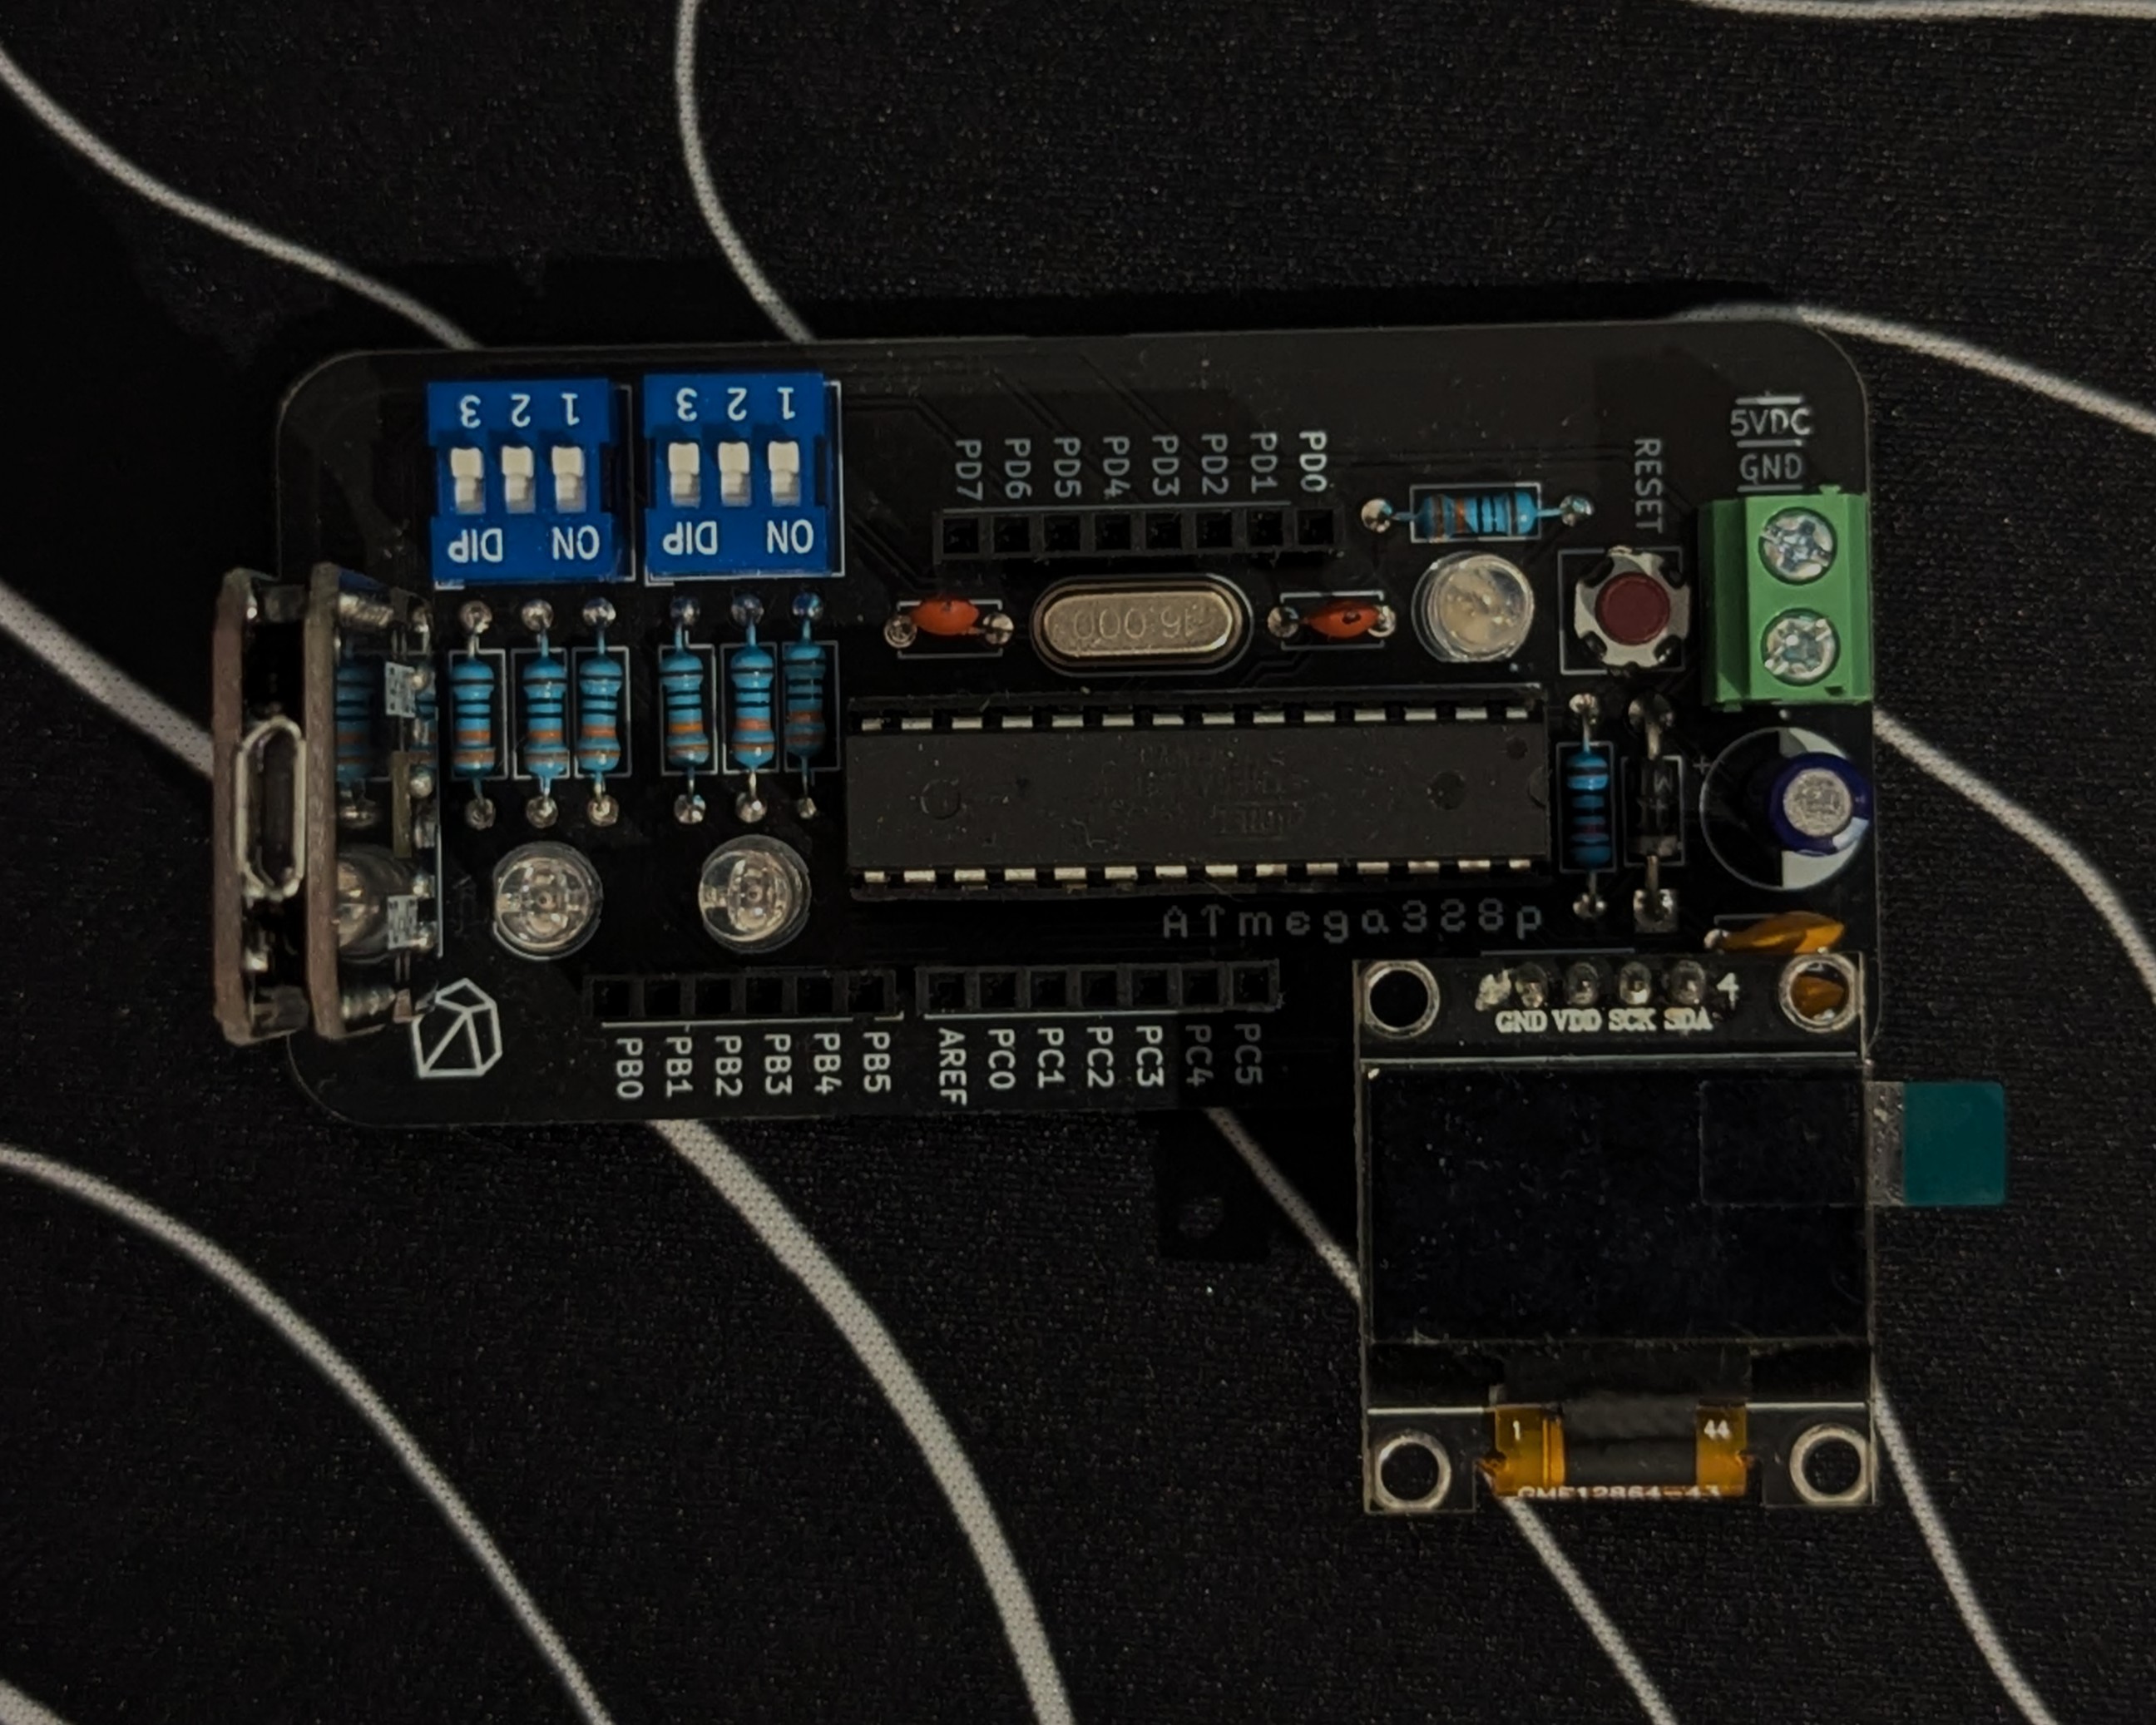 3 2 1
DIP ON
3 2 1
DIP ON
PD7
PD6
PD5
PD4
PD3
PD2
PD1
PD0
RESET
5VDC
GND
16.000
ATmega328p
PB0
PB1
PB2
PB3
PB4
PB5
AREF
PC0
PC1
PC2
PC3
PC4
PC5
4
GND VDD SCK SDA
1 44